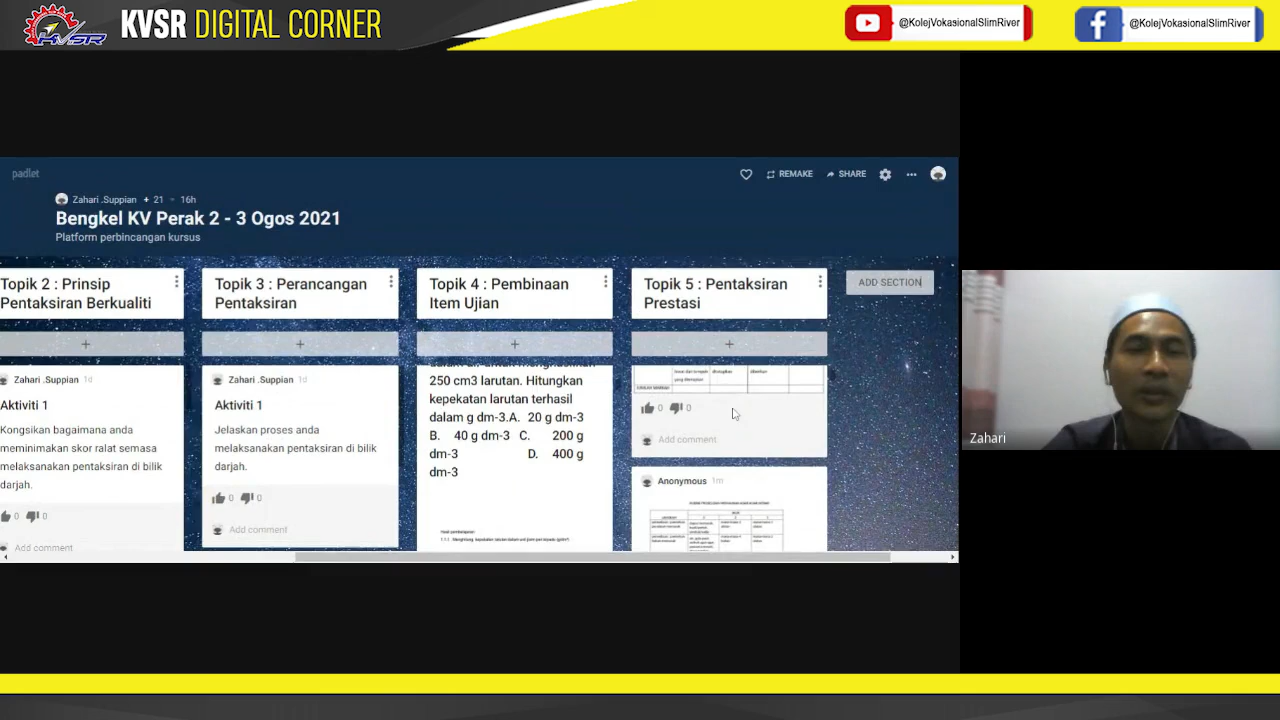 KVSR
KVSR DIGITAL CORNER
@KolejVokasionalSlimRiver
@KolejVokasionalSlimRiver
padlet
REMAKE
SHARE
Zahari .Suppian + 21 16h
Bengkel KV Perak 2 - 3 Ogos 2021
Platform perbincangan kursus
Topik 2 : Prinsip
Pentaksiran Berkualiti
Topik 3 : Perancangan
Pentaksiran
Topik 4 : Pembinaan
Item Ujian
Topik 5 : Pentaksiran
Prestasi
ADD SECTION
Zahari .Suppian 1d
Aktiviti 1
Kongsikan bagaimana anda
meminimakan skor ralat semasa
melaksanakan pentaksiran di bilik
darjah.
0 0
Add comment
Zahari .Suppian 1d
Aktiviti 1
Jelaskan proses anda
melaksanakan pentaksiran di bilik
darjah.
0 0
Add comment
250 cm3 larutan. Hitungkan
kepekatan larutan terhasil
dalam g dm-3.A. 20 g dm-3
B. 40 g dm-3 C. 200 g
dm-3 D. 400 g
dm-3
0 0
Add comment
Anonymous 1m
Zahari